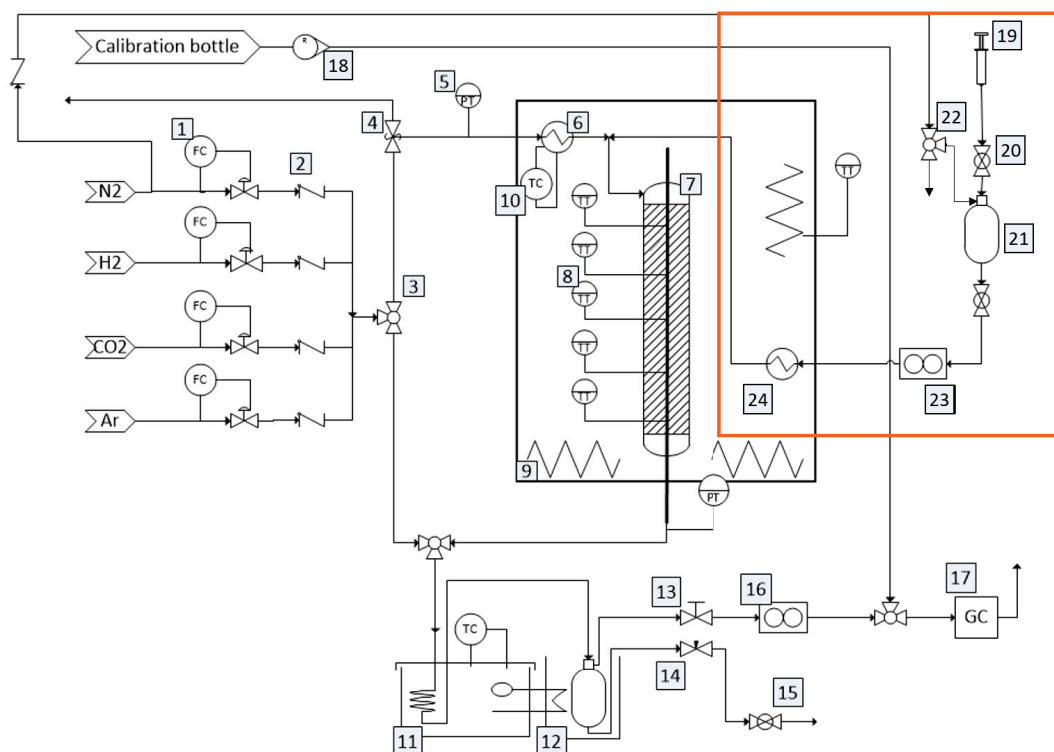 19
Calibration bottle
R
18
5
PT
4
6
22
1
FC
2
TT
20
N2
TC
10
7
TT
21
FC
TT
H2
8
3
TT
FC
CO2
TT
24
23
FC
TT
Ar
9
PT
13
16
17
GC
TC
14
15
11
12